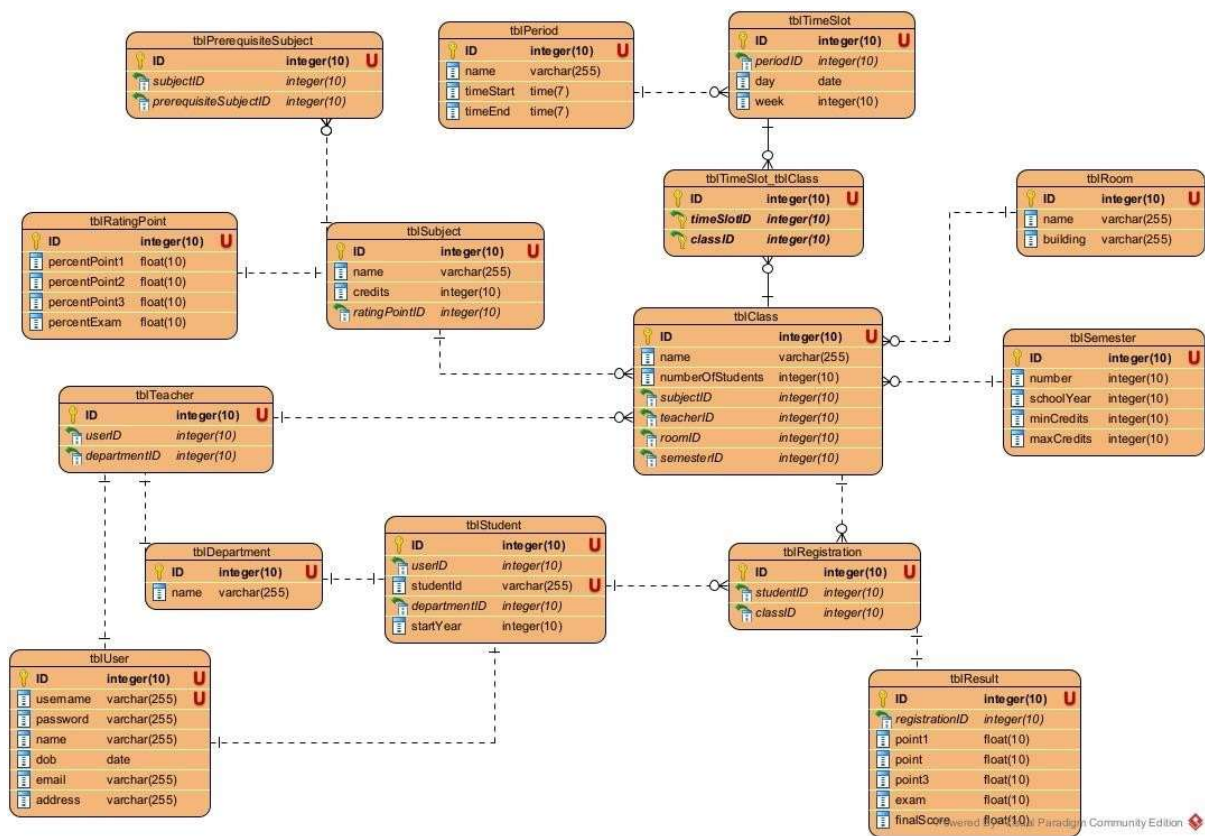 tblPrerequisiteSubject
ID integer(10) U
subjectID integer(10)
prerequisiteSubjectID integer(10)
tblPeriod
ID integer(10) U
name varchar(255)
timeStart time(7)
timeEnd time(7)
tblTimeSlot
ID integer(10) U
periodID integer(10)
day date
week integer(10)
tblTimeSlot_tblClass
ID integer(10) U
timeSlotID integer(10)
classID integer(10)
tblRoom
ID integer(10) U
name varchar(255)
building varchar(255)
tblRatingPoint
ID integer(10) U
percentPoint1 float(10)
percentPoint2 float(10)
percentPoint3 float(10)
percentExam float(10)
tblSubject
ID integer(10) U
name varchar(255)
credits integer(10)
ratingPointID integer(10)
tblClass
ID integer(10) U
name varchar(255)
numberOfStudents integer(10)
subjectID integer(10)
teacherID integer(10)
roomID integer(10)
semesterID integer(10)
tblSemester
ID integer(10) U
number integer(10)
schoolYear integer(10)
minCredits integer(10)
maxCredits integer(10)
tblTeacher
ID integer(10) U
userID integer(10)
departmentID integer(10)
tblDepartment
ID integer(10) U
name varchar(255)
tblStudent
ID integer(10) U
userID integer(10)
studentId varchar(255) U
departmentID integer(10)
startYear integer(10)
tblRegistration
ID integer(10) U
studentID integer(10)
classID integer(10)
tblUser
ID integer(10) U
username varchar(255) U
password varchar(255)
name varchar(255)
dob date
email varchar(255)
address varchar(255)
tblResult
ID integer(10) U
registrationID integer(10)
point1 float(10)
point float(10)
point3 float(10)
exam float(10)
finalScore float(10)
Paradigm Community Edition